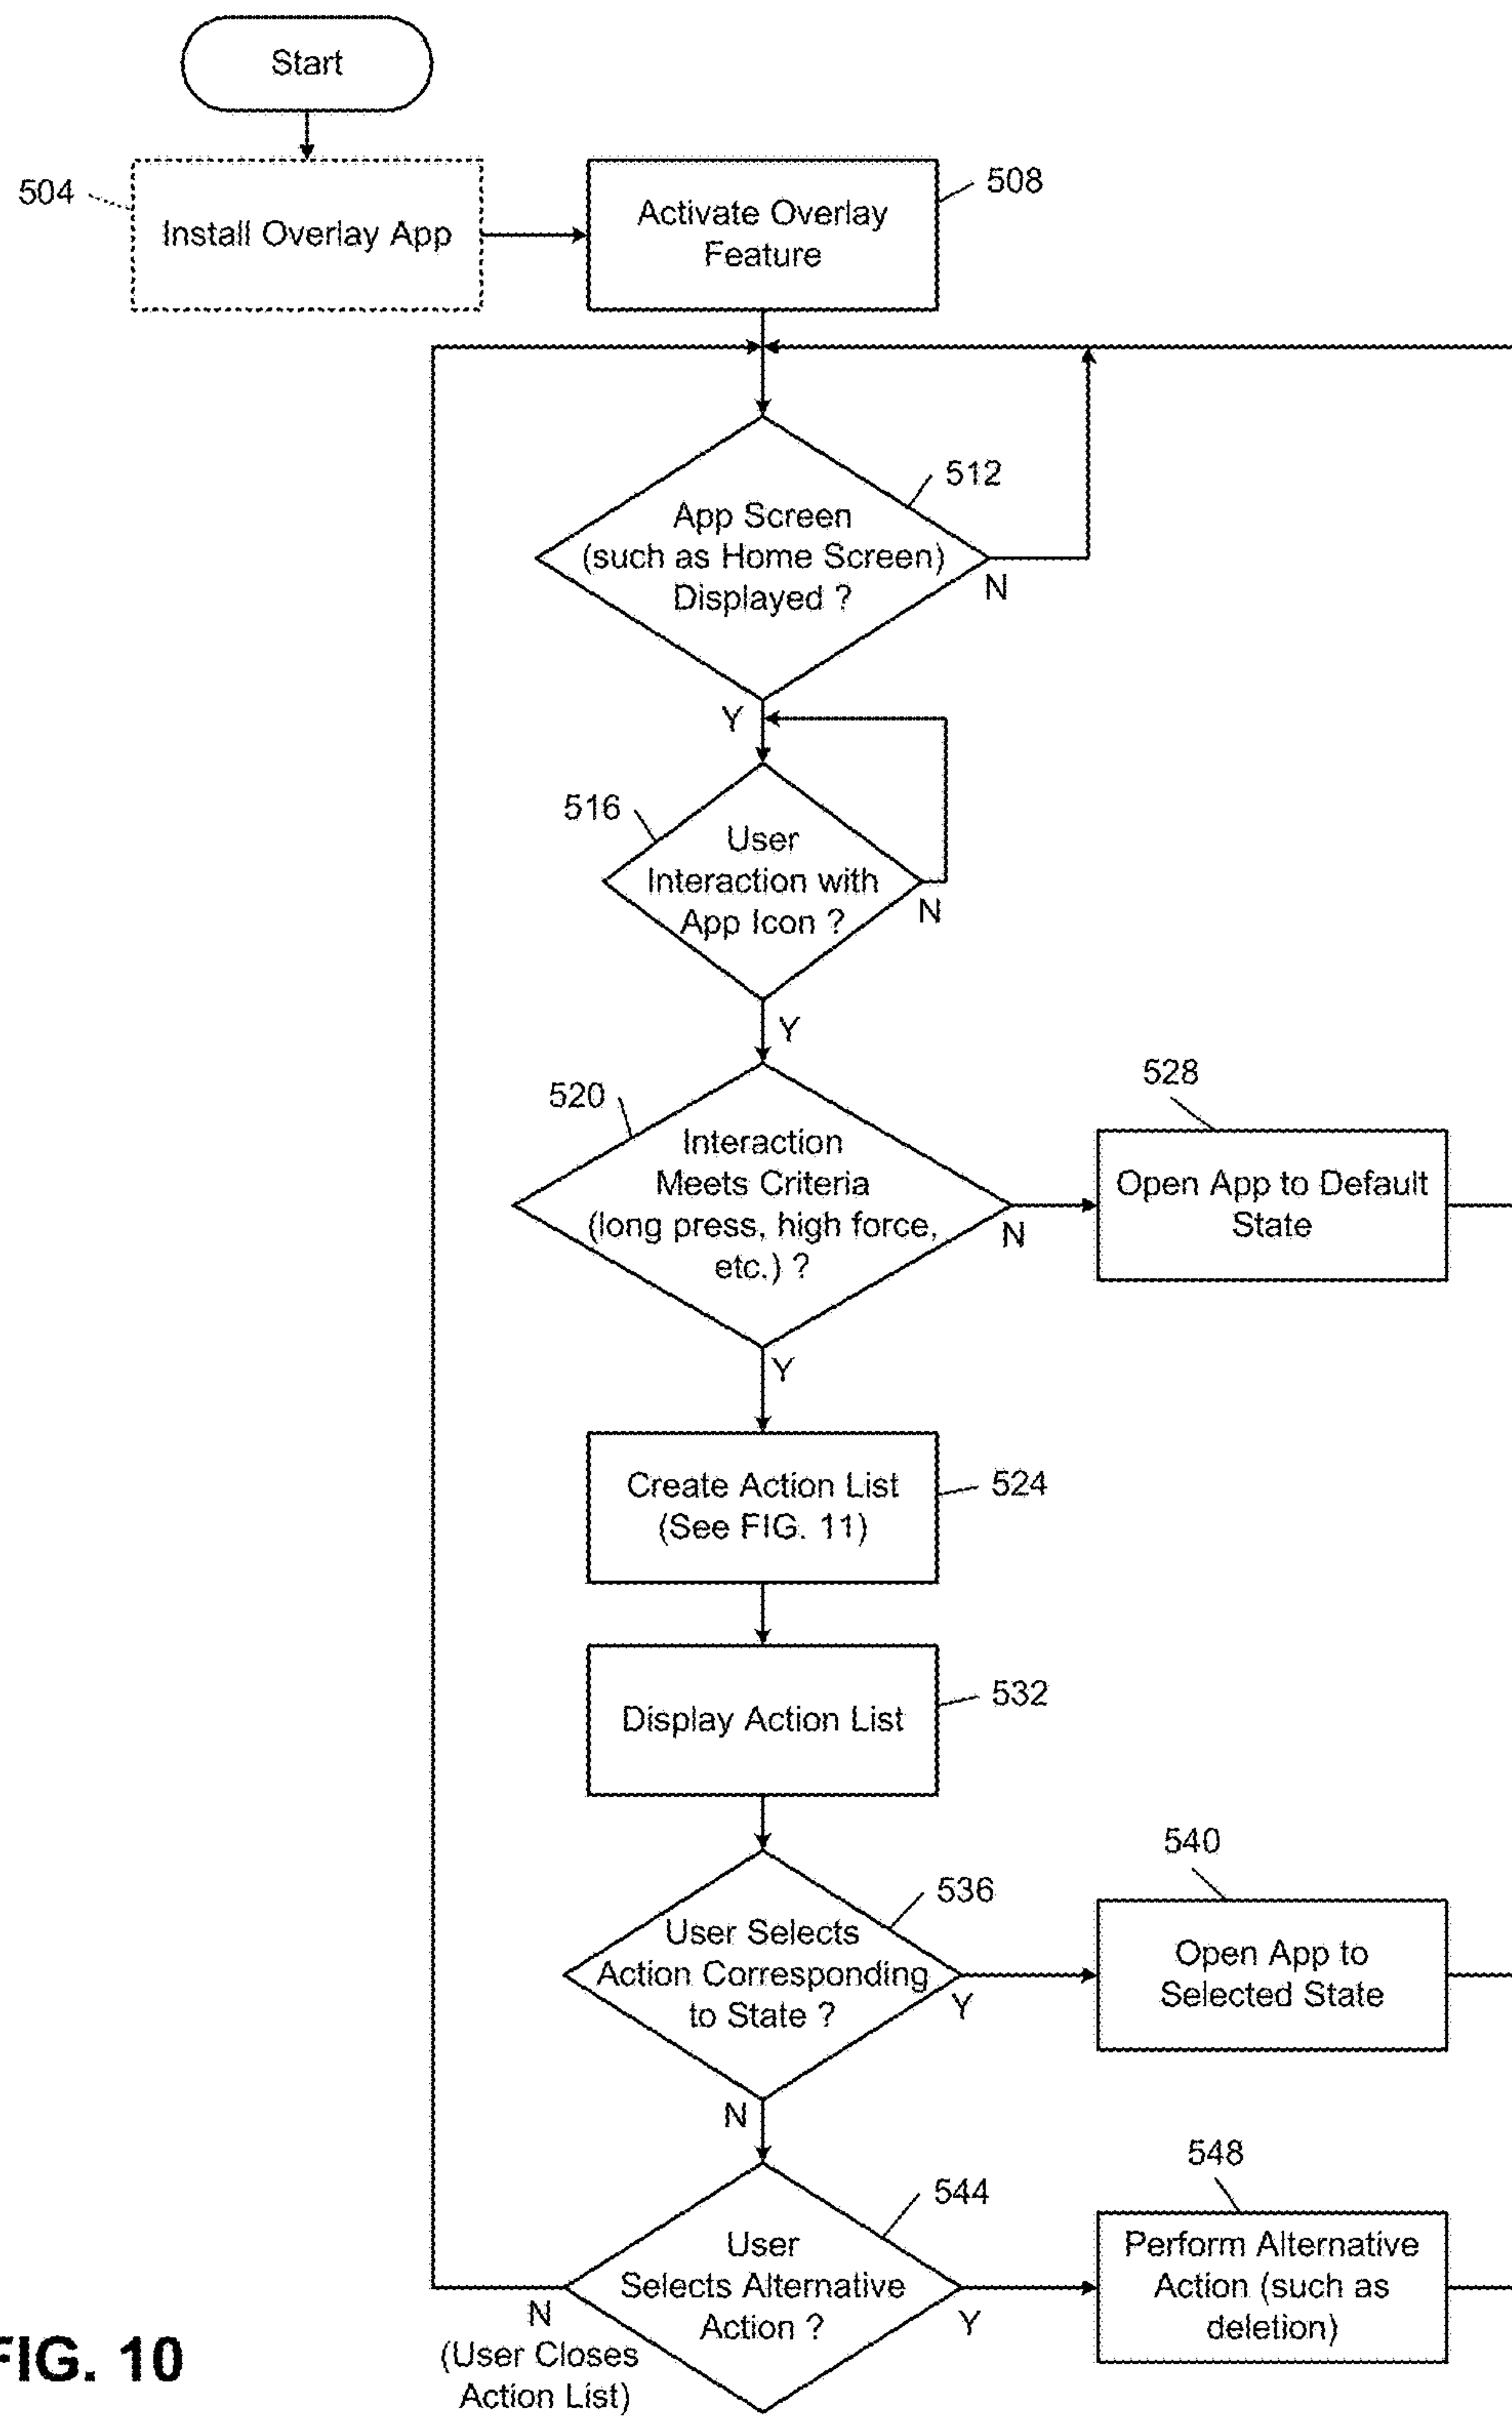 Start
504
Install Overlay App
Activate Overlay
Feature
508
App Screen
(such as Home Screen)
Displayed ?
512
N
Y
516
User
Interaction with
App Icon ?
N
Y
520
Interaction
Meets Criteria
(long press, high force,
etc.) ?
N
528
Open App to Default
State
Y
Create Action List
(See FIG. 11)
524
Display Action List
532
536
User Selects
Action Corresponding
to State ?
Y
540
Open App to
Selected State
N
544
User
Selects Alternative
Action ?
Y
548
Perform Alternative
Action (such as
deletion)
N
(User Closes
Action List)
FIG. 10